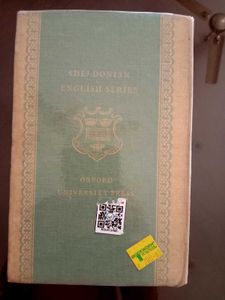 SHELDONIAN
ENGLISH SERIES
OXFORD
UNIVERSITY PRESS